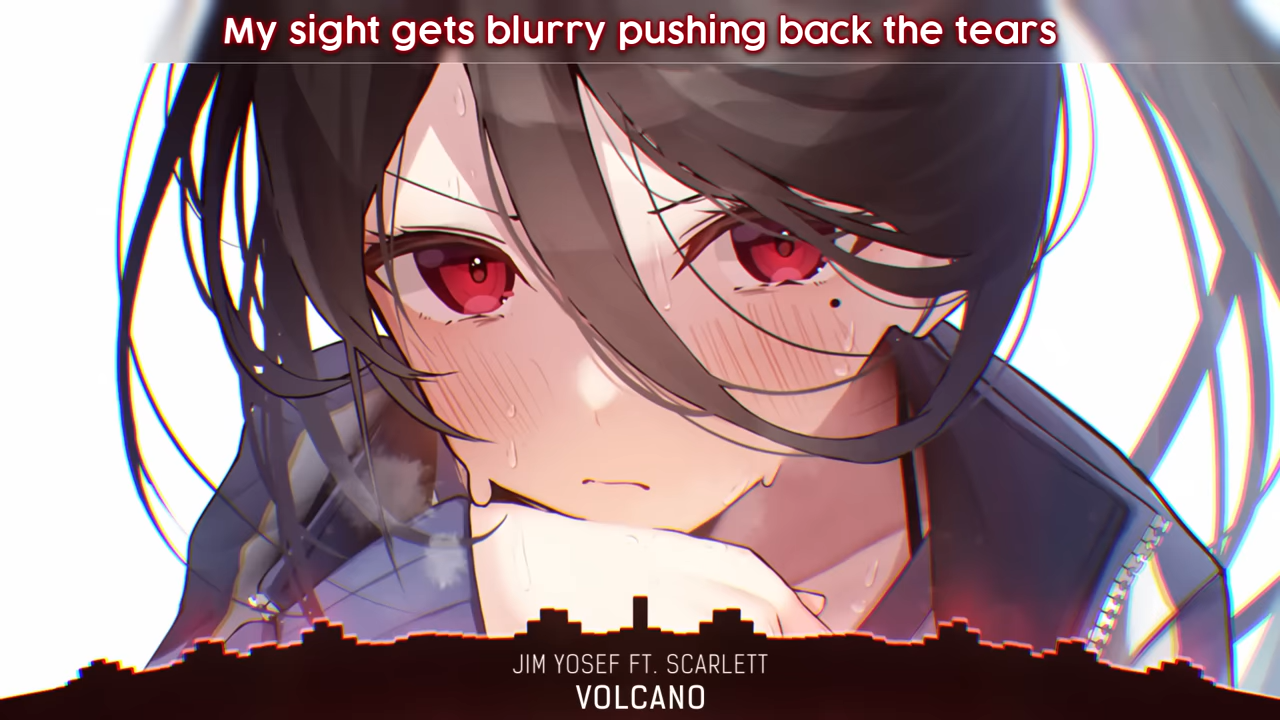 My sight gets blurry pushing back the tears
JIM YOSEF FT. SCARLETT
VOLCANO